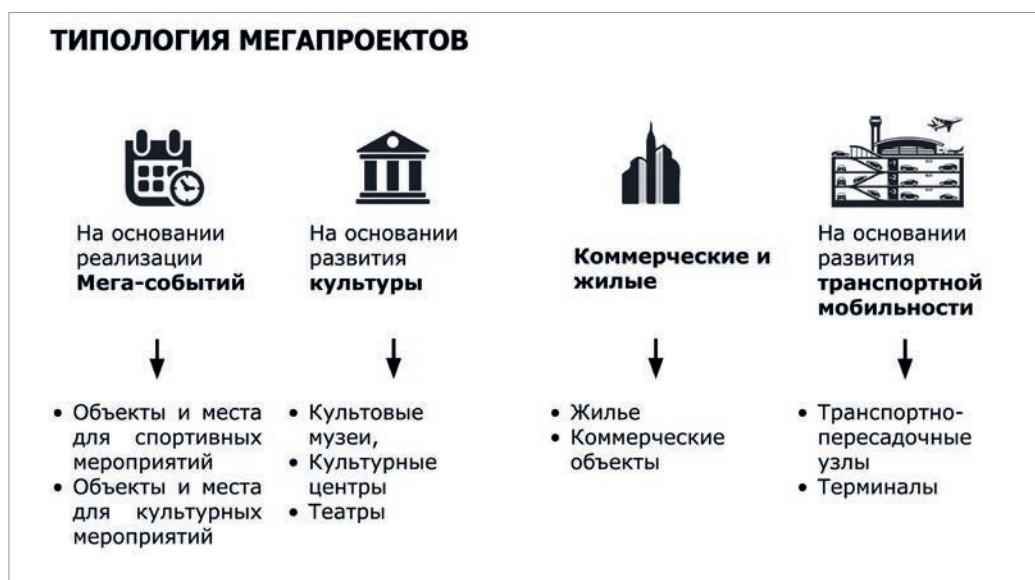 ТИПОЛОГИЯ МЕГАПРОЕКТОВ
На основании
реализации
Мега-событий
• Объекты и места
для спортивных
мероприятий
• Объекты и места
для культурных
мероприятий
На основании
развития
культуры
• Культовые
музеи,
• Культурные
центры
• Театры
Коммерческие и
жилые
• Жилье
• Коммерческие
объекты
На основании
развития
транспортной
мобильности
• Транспортно-
пересадочные
узлы
• Терминалы